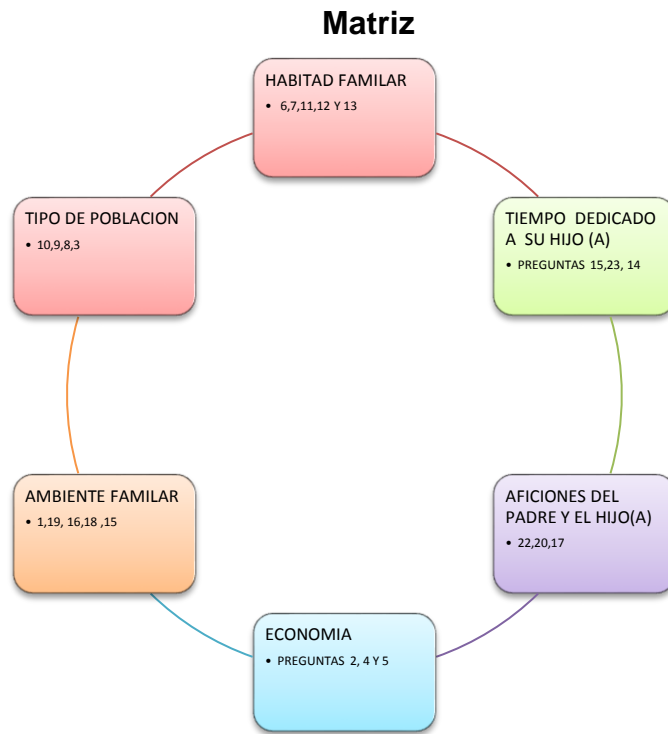 Matriz
HABITAD FAMILAR
• 6,7,11,12 Y 13
TIEMPO DEDICADO
A SU HIJO (A)
• PREGUNTAS 15,23, 14
AFICIONES DEL
PADRE Y EL HIJO(A)
• 22,20,17
ECONOMIA
• PREGUNTAS 2, 4 Y 5
AMBIENTE FAMILAR
• 1,19, 16,18 ,15
TIPO DE POBLACION
• 10,9,8,3